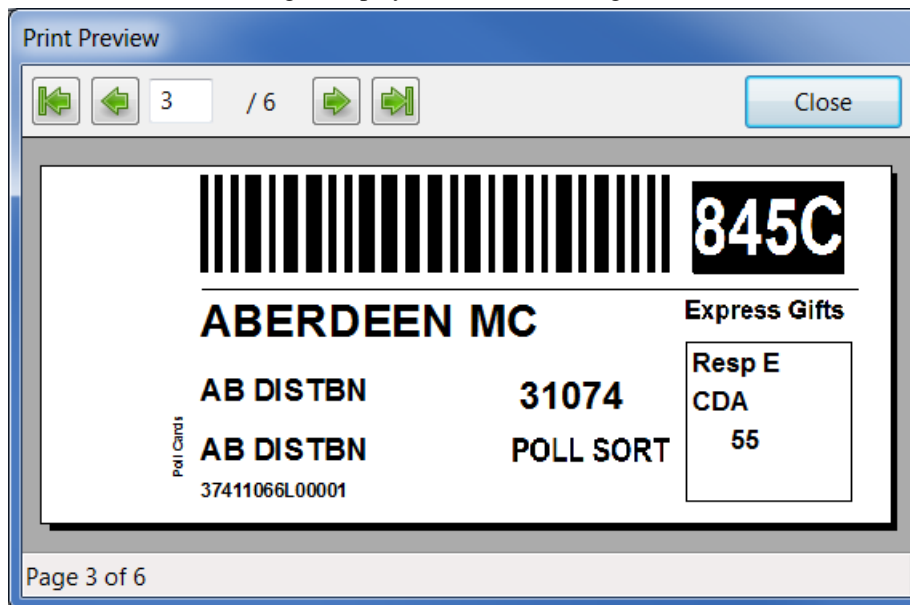 Print Preview
3 / 6 Close
845C
ABERDEEN MC Express Gifts
AB DISTBN 31074
Resp E
CDA
55
Poll Cards
AB DISTBN POLL SORT
37411066L00001
Page 3 of 6